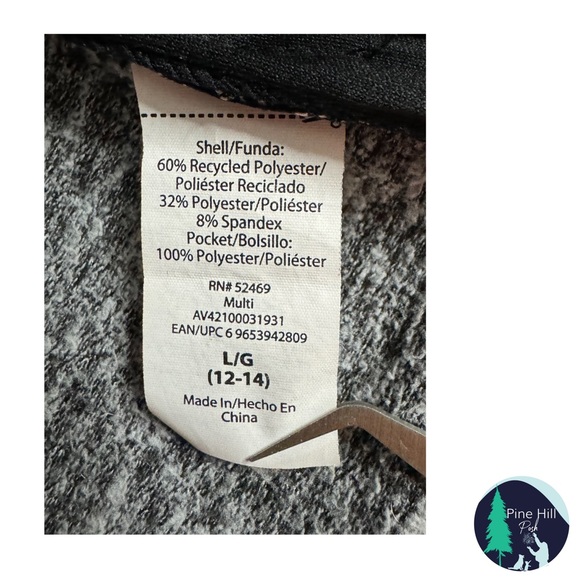 Shell/Funda:
60% Recycled Polyester/
Poliéster Reciclado
32% Polyester/Poliéster
8% Spandex
Pocket/Bolsillo:
100% Polyester/Poliéster
RN# 52469
Multi
AV42100031931
EAN/UPC 6 9653942809
L/G
(12-14)
Made In/Hecho En
China
Pine Hill
Posh